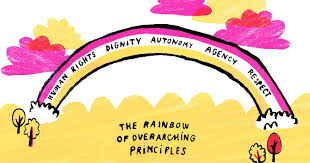 HUMAN RIGHTS DIGNITY AUTONOMY AGENCY RESPECT
THE RAINBOW
OF OVERARCHING
PRINCIPLES